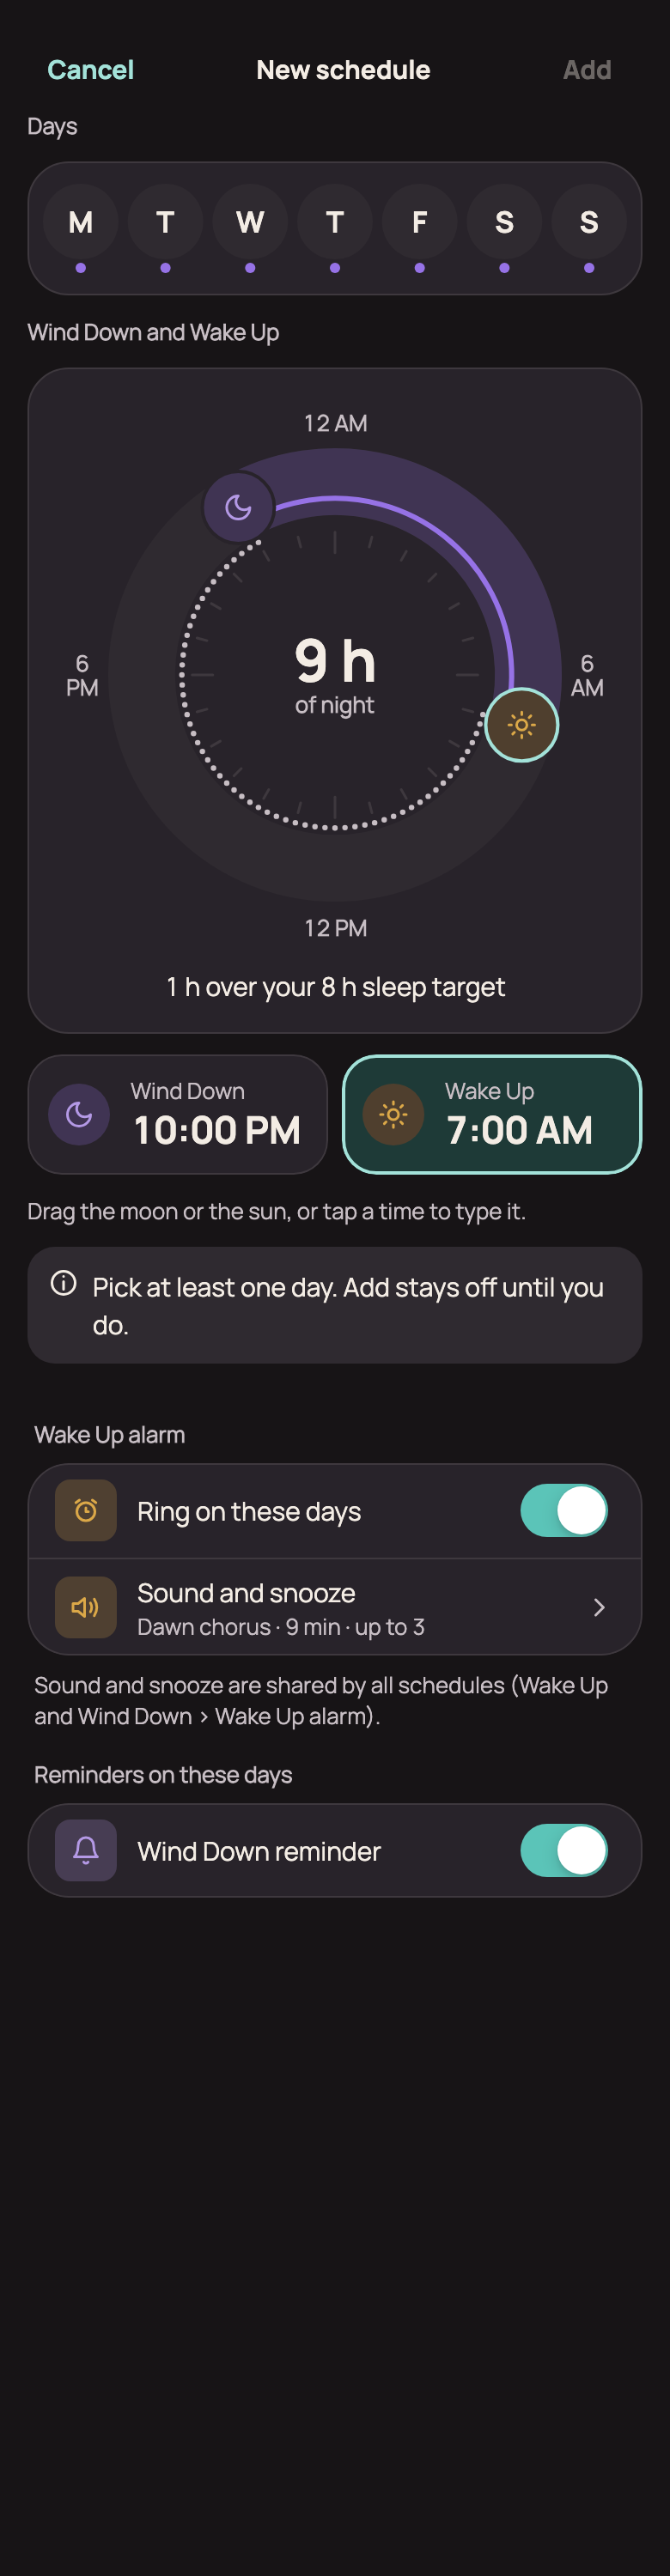 Cancel New schedule Add
Days
M T W T F S S
Wind Down and Wake Up
12 AM
6
PM
9 h
of night
6
AM
12 PM
1 h over your 8 h sleep target
Wind Down
10:00 PM
Wake Up
7:00 AM
Drag the moon or the sun, or tap a time to type it.
Pick at least one day. Add stays off until you
do.
Wake Up alarm
Ring on these days
Sound and snooze
Dawn chorus · 9 min · up to 3
Sound and snooze are shared by all schedules (Wake Up
and Wind Down › Wake Up alarm).
Reminders on these days
Wind Down reminder